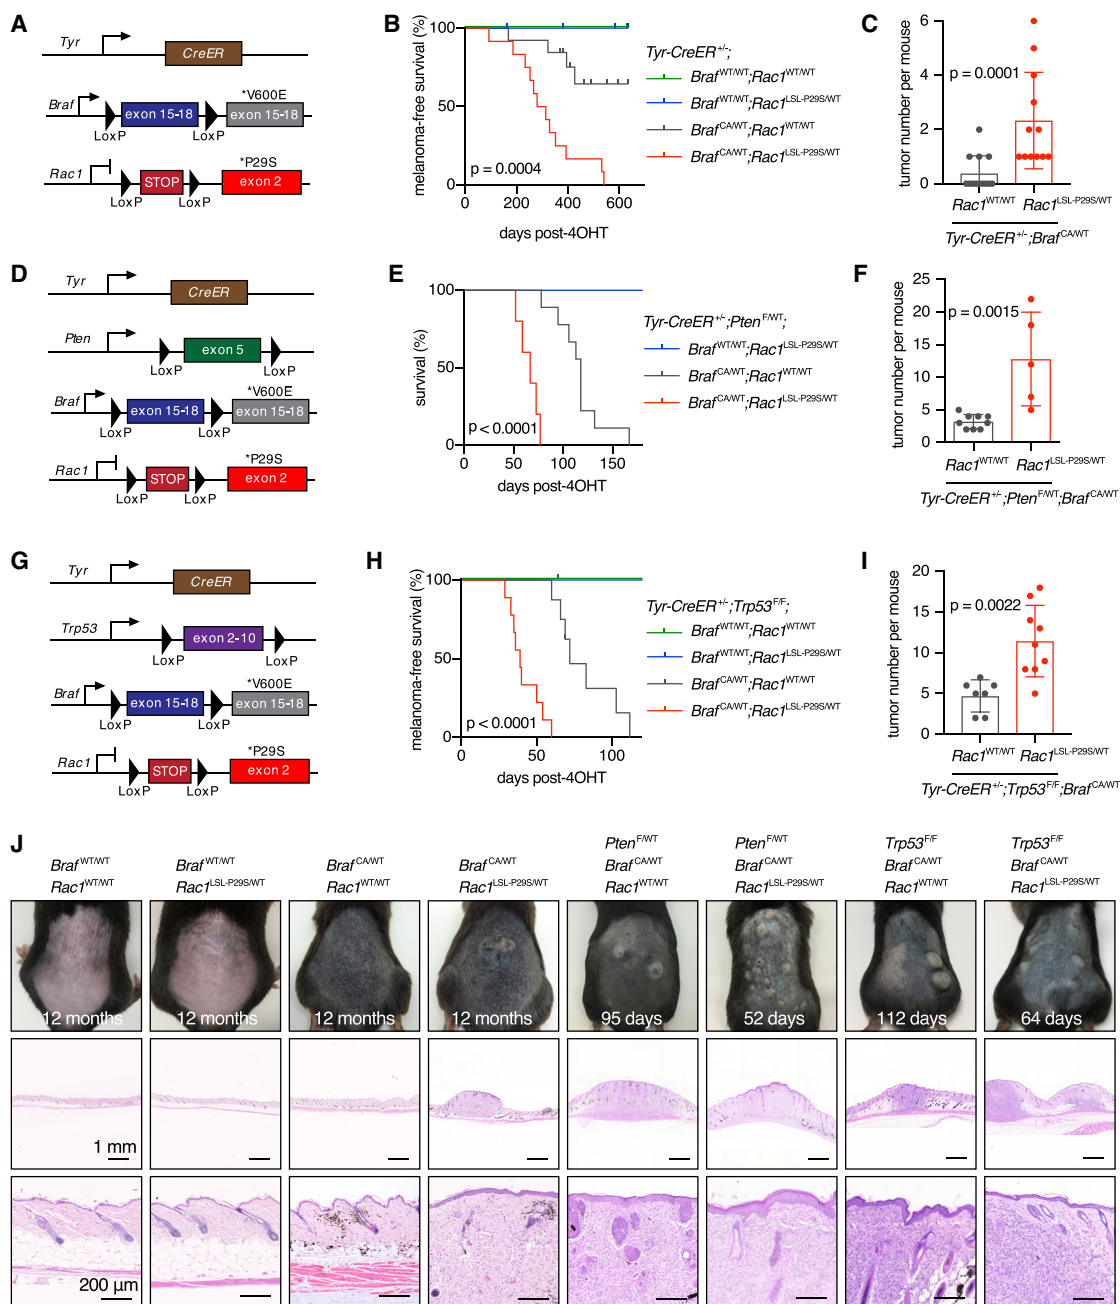 A
Tyr
CreER
Braf
exon 15-18
*V600E
exon 15-18
LoxP
LoxP
Rac1
STOP
*P29S
exon 2
LoxP
LoxP
B
melanoma-free survival (%)
100
50
0
0
200
400
600
days post-4OHT
p = 0.0004
Tyr-CreER+/-;
BrafWT/WT;Rac1WT/WT
BrafWT/WT;Rac1LSL-P29S/WT
BrafCA/WT;Rac1WT/WT
BrafCA/WT;Rac1LSL-P29S/WT
C
tumor number per mouse
6
4
2
0
p = 0.0001
Rac1WT/WT
Rac1LSL-P29S/WT
Tyr-CreER+/-;BrafCA/WT
D
Tyr
CreER
Pten
exon 5
LoxP
LoxP
Braf
exon 15-18
*V600E
exon 15-18
LoxP
LoxP
Rac1
STOP
*P29S
exon 2
LoxP
LoxP
E
survival (%)
100
50
0
0
50
100
150
days post-4OHT
p < 0.0001
Tyr-CreER+/-;PtenF/WT;
BrafWT/WT;Rac1LSL-P29S/WT
BrafCA/WT;Rac1WT/WT
BrafCA/WT;Rac1LSL-P29S/WT
F
tumor number per mouse
25
20
15
10
5
0
p = 0.0015
Rac1WT/WT
Rac1LSL-P29S/WT
Tyr-CreER+/-;PtenF/WT;BrafCA/WT
G
Tyr
CreER
Trp53
exon 2-10
LoxP
LoxP
Braf
exon 15-18
*V600E
exon 15-18
LoxP
LoxP
Rac1
STOP
*P29S
exon 2
LoxP
LoxP
H
melanoma-free survival (%)
100
50
0
0
50
100
days post-4OHT
p < 0.0001
Tyr-CreER+/-;Trp53F/F;
BrafWT/WT;Rac1WT/WT
BrafWT/WT;Rac1LSL-P29S/WT
BrafCA/WT;Rac1WT/WT
BrafCA/WT;Rac1LSL-P29S/WT
I
tumor number per mouse
20
15
10
5
0
p = 0.0022
Rac1WT/WT
Rac1LSL-P29S/WT
Tyr-CreER+/-;Trp53F/F;BrafCA/WT
J
BrafWT/WT
Rac1WT/WT
BrafWT/WT
Rac1LSL-P29S/WT
BrafCA/WT
Rac1WT/WT
BrafCA/WT
Rac1LSL-P29S/WT
PtenF/WT
BrafCA/WT
Rac1WT/WT
PtenF/WT
BrafCA/WT
Rac1LSL-P29S/WT
Trp53F/F
BrafCA/WT
Rac1WT/WT
Trp53F/F
BrafCA/WT
Rac1LSL-P29S/WT
12 months
12 months
12 months
12 months
95 days
52 days
112 days
64 days
1 mm
200 µm